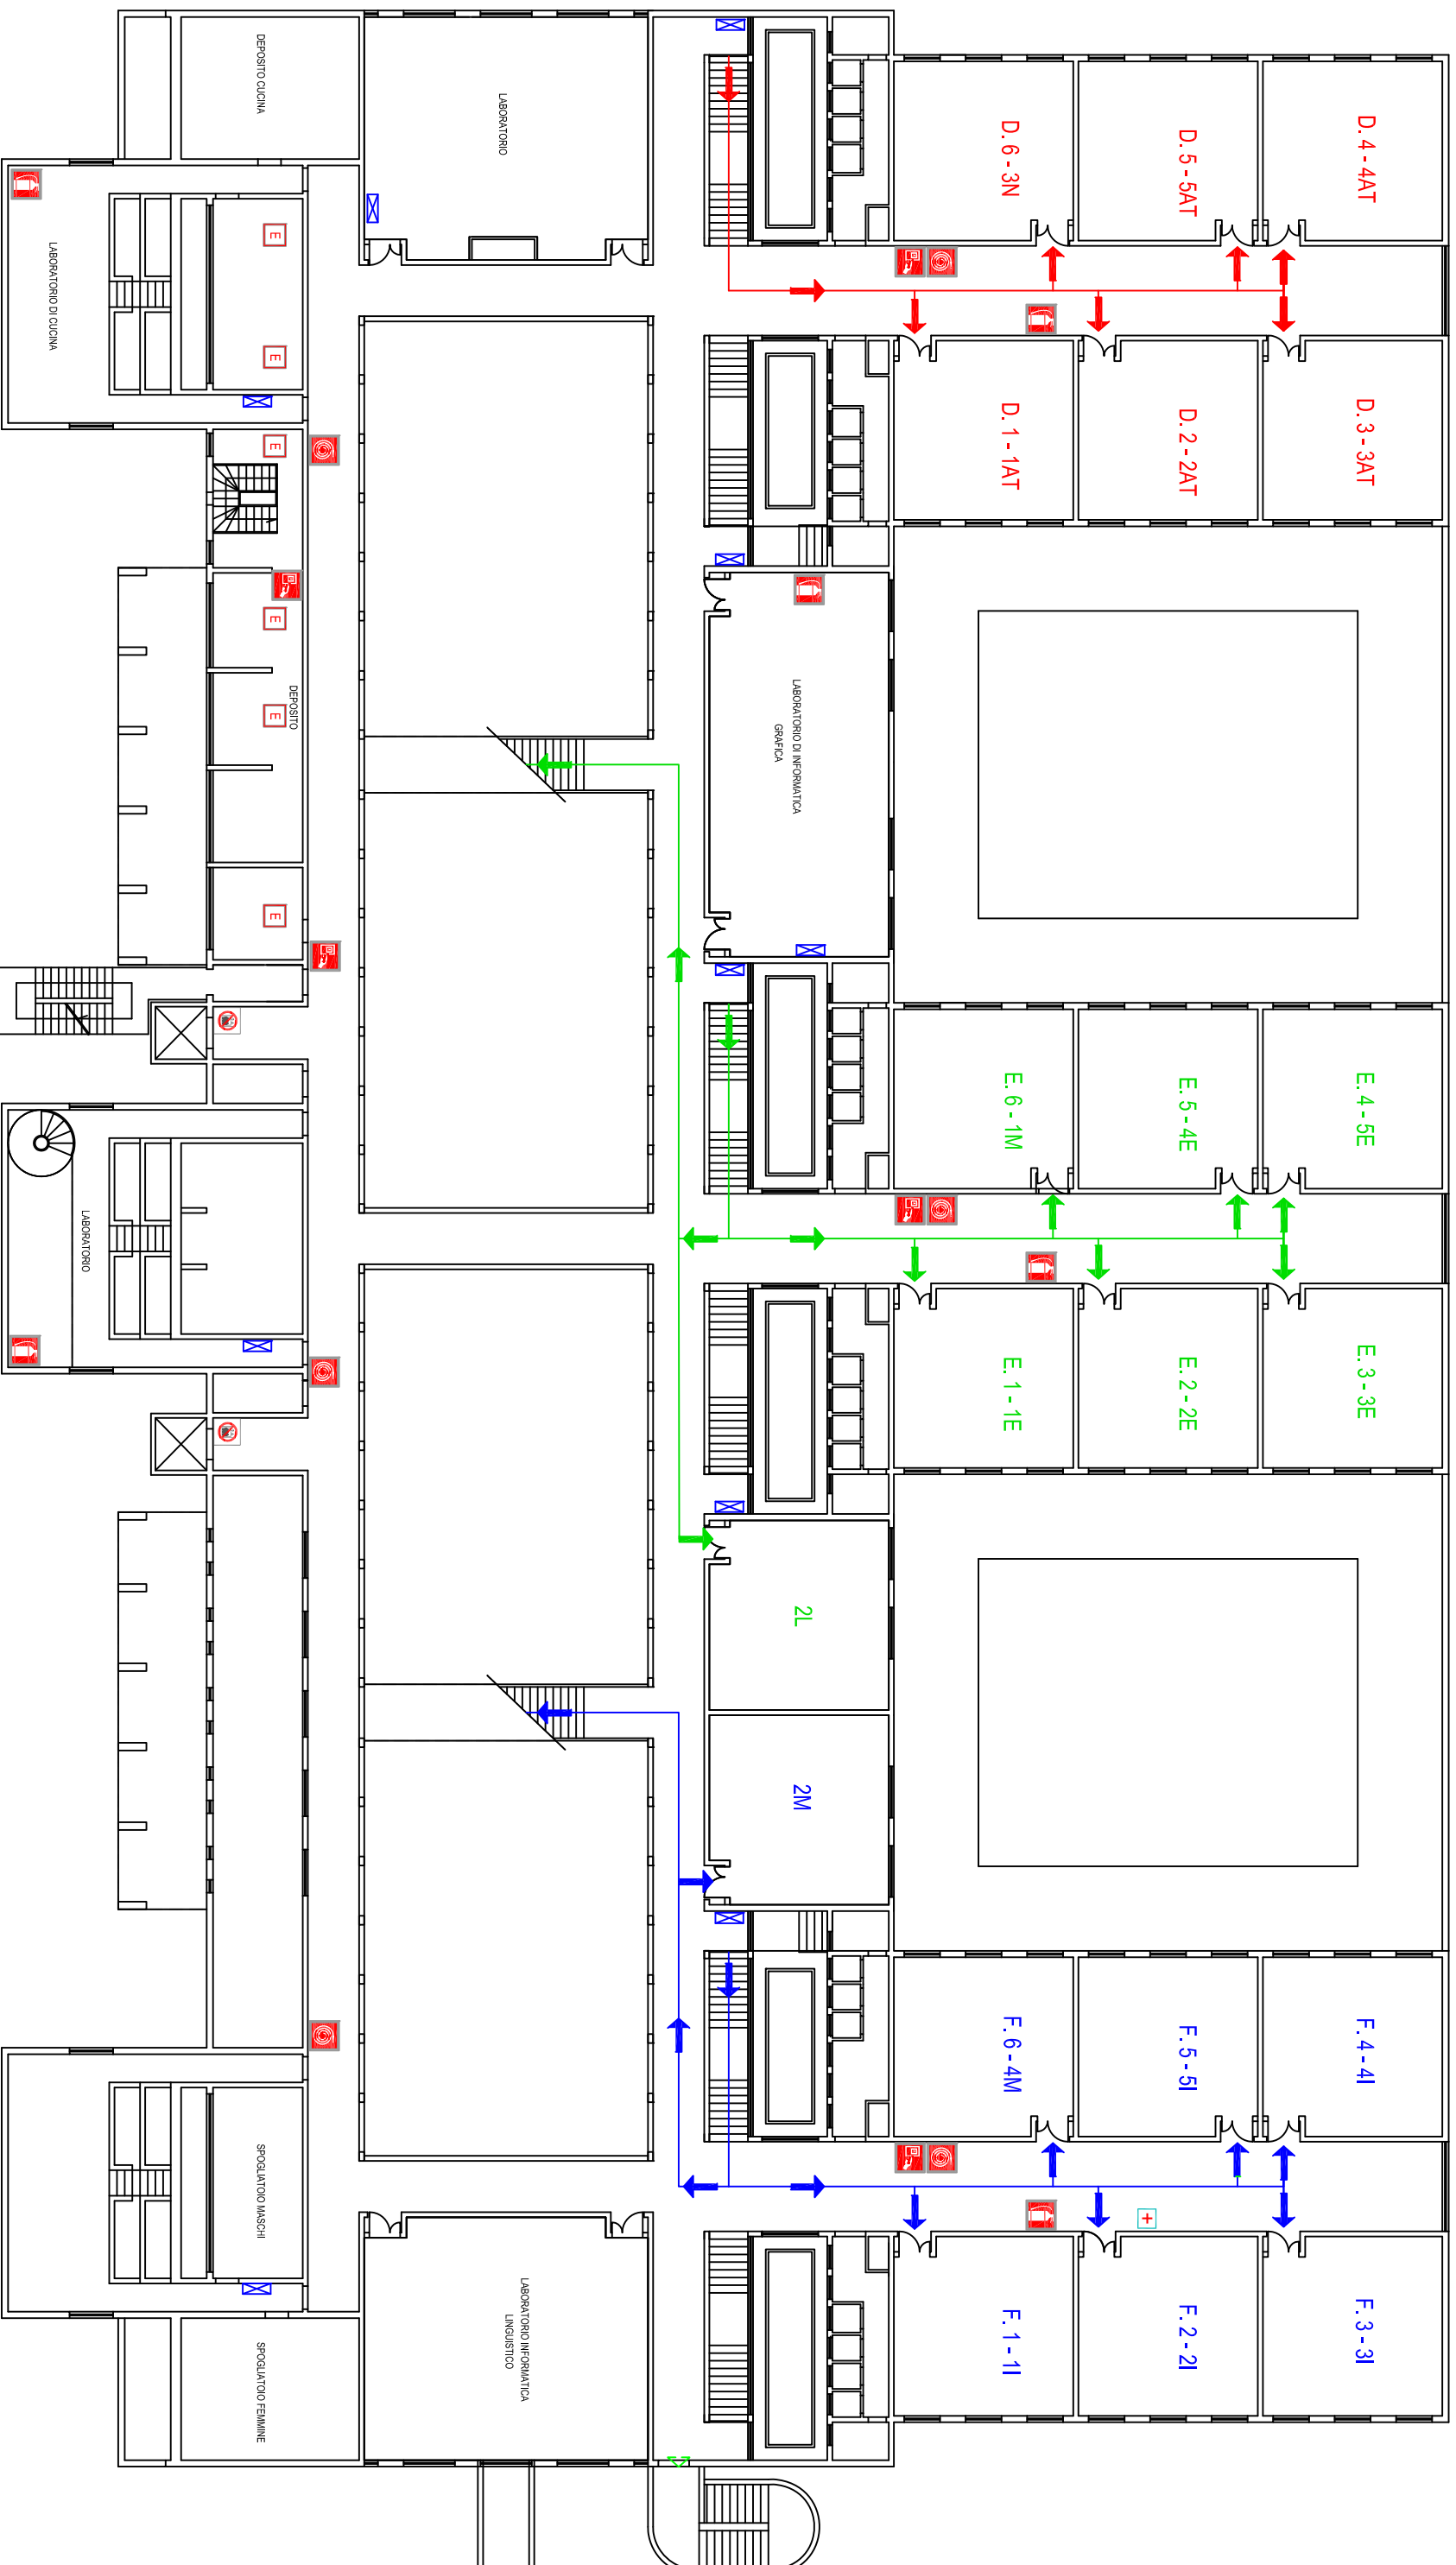 D. 4 - 4AT
D. 5 - 5AT
D. 6 - 3N
D. 3 - 3AT
D. 2 - 2AT
D. 1 - 1AT
E. 4 - 5E
E. 5 - 4E
E. 6 - 1M
E. 3 - 3E
E. 2 - 2E
E. 1 - 1E
F. 4 - 4I
F. 5 - 5I
F. 6 - 4M
F. 3 - 3I
F. 2 - 2I
F. 1 - 1I
LABORATORIO DI INFORMATICA
GRAFICA
2L
2M
LABORATORIO
LABORATORIO INFORMATICA
LINGUISTICO
DEPOSITO CUCINA
E
E
E
E
DEPOSITO
E
E
SPOGLIATOIO MASCHI
SPOGLIATOIO FEMMINE
LABORATORIO DI CUCINA
LABORATORIO